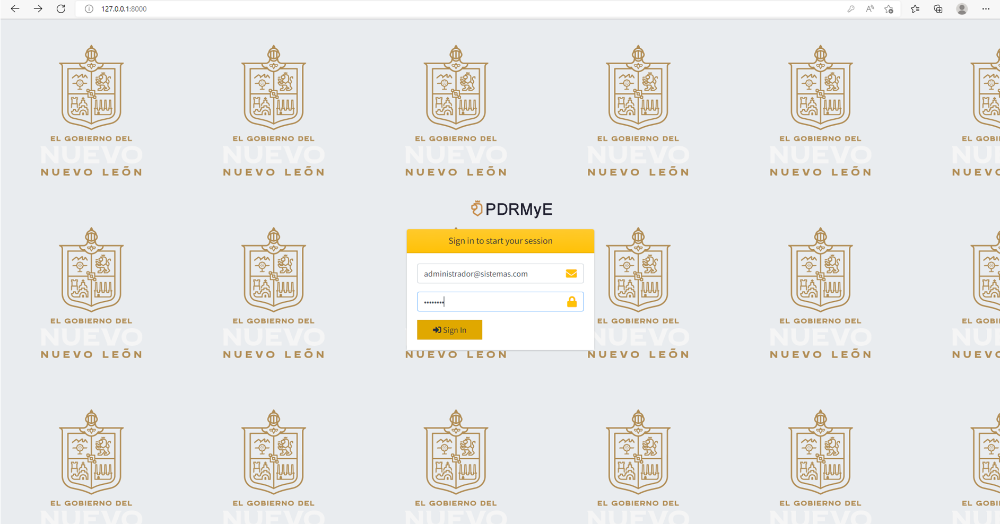 127.0.0.1:8000
EL GOBIERNO DEL EL GOBIERNO DEL EL GOBIERNO DEL EL GOBIERNO DEL EL GOBIERNO DEL EL GOBI
NUEVO NUEVO NUEVO NUEVO NUEVO NU
NUEVO LEÓN NUEVO LEÓN NUEVO LEÓN NUEVO LEÓN NUEVO LEÓN NUEVO
PDRMyE
Sign in to start your session
administrador@sistemas.com
••••••••
Sign In
EL GOBIERNO DEL EL GOBIERNO DEL EL GOBIERNO DEL EL GOBIERNO DEL EL GOBI
NUEVO NUEVO NUEVO NUEVO NU
NUEVO LEÓN NUEVO LEÓN NUEVO LEÓN NUEVO LEÓN NUEVO LEÓN NUEVO
EL GOBIERNO DEL EL GOBIERNO DEL EL GOBIERNO DEL EL GOBIERNO DEL EL GOBIERNO DEL EL GOBI
NUEVO NUEVO NUEVO NUEVO NUEVO NU